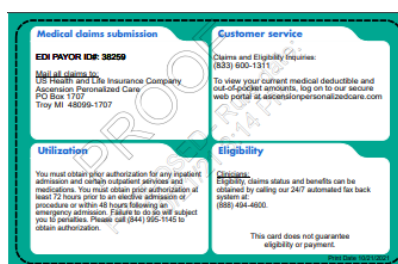 Medical claims submission
EDI PAYOR ID#: 38259
Mail all claims to:
US Health and Life Insurance Company
Ascension Peronalized Care
PO Box 1707
Troy MI 48099-1707
Customer service
Claims and Eligibility Inquiries:
(833) 600-1311
To view your current medical deductible and
out-of-pocket amounts, log on to our secure
web portal at ascensionpersonalizedcare.com
Utilization
You must obtain prior authorization for any inpatient
admission and certain outpatient services and
medications. You must obtain prior authorization at
least 72 hours prior to an elective admission or
procedure or within 48 hours following an
emergency admission. Failure to do so will subject
you to penalties. Please call (844) 995-1145 to
obtain authorization.
Eligibility
Clinicians:
Eligibility, claims status and benefits can be
obtained by calling our 24/7 automated fax back
system at:
(888) 494-4600.
This card does not guarantee
eligibility or payment.
Print Date 10/21/2021
PROOF